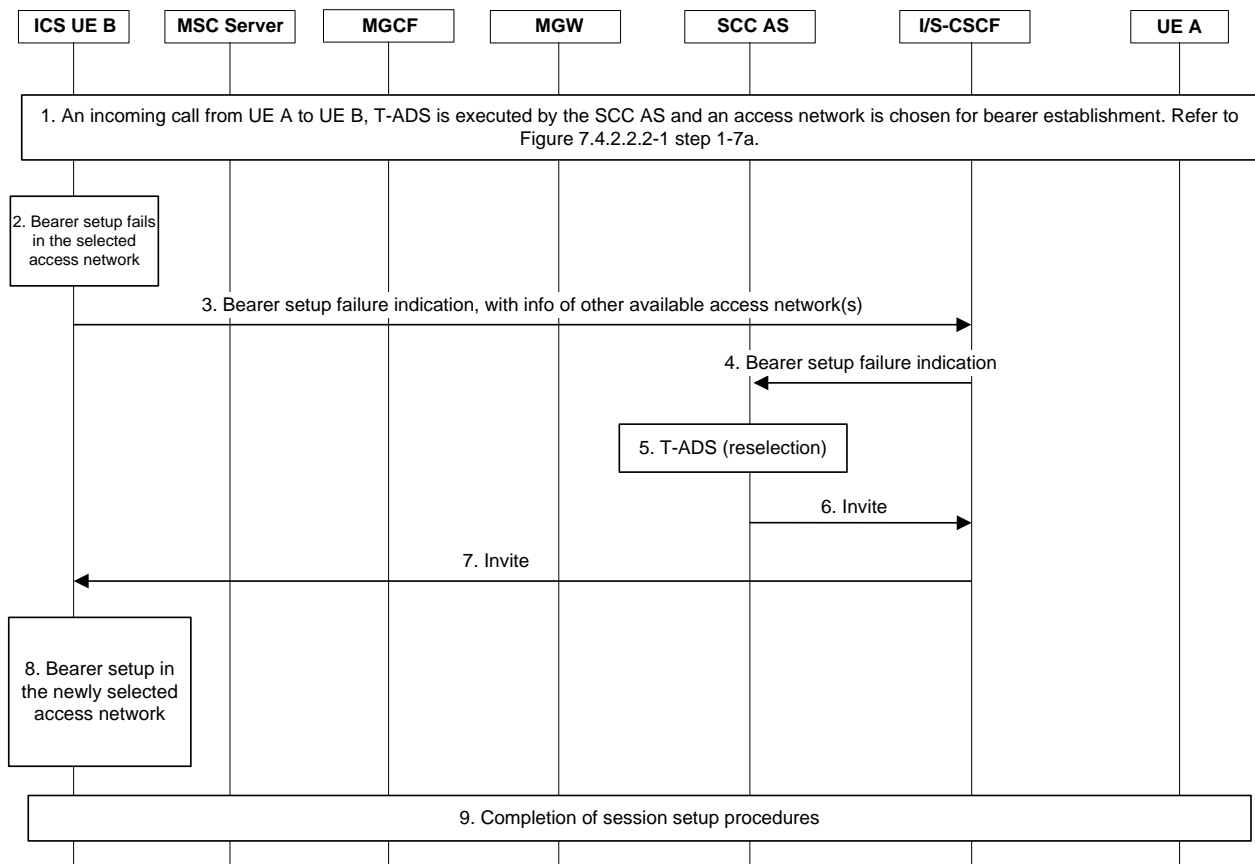 ICS UE B
MSC Server
MGCF
MGW
SCC AS
I/S-CSCF
UE A
1. An incoming call from UE A to UE B, T-ADS is executed by the SCC AS and an access network is chosen for bearer establishment. Refer to
Figure 7.4.2.2.2-1 step 1-7a.
2. Bearer setup fails
in the selected
access network
3. Bearer setup failure indication, with info of other available access network(s)
4. Bearer setup failure indication
5. T-ADS (reselection)
6. Invite
7. Invite
8. Bearer setup in
the newly selected
access network
9. Completion of session setup procedures